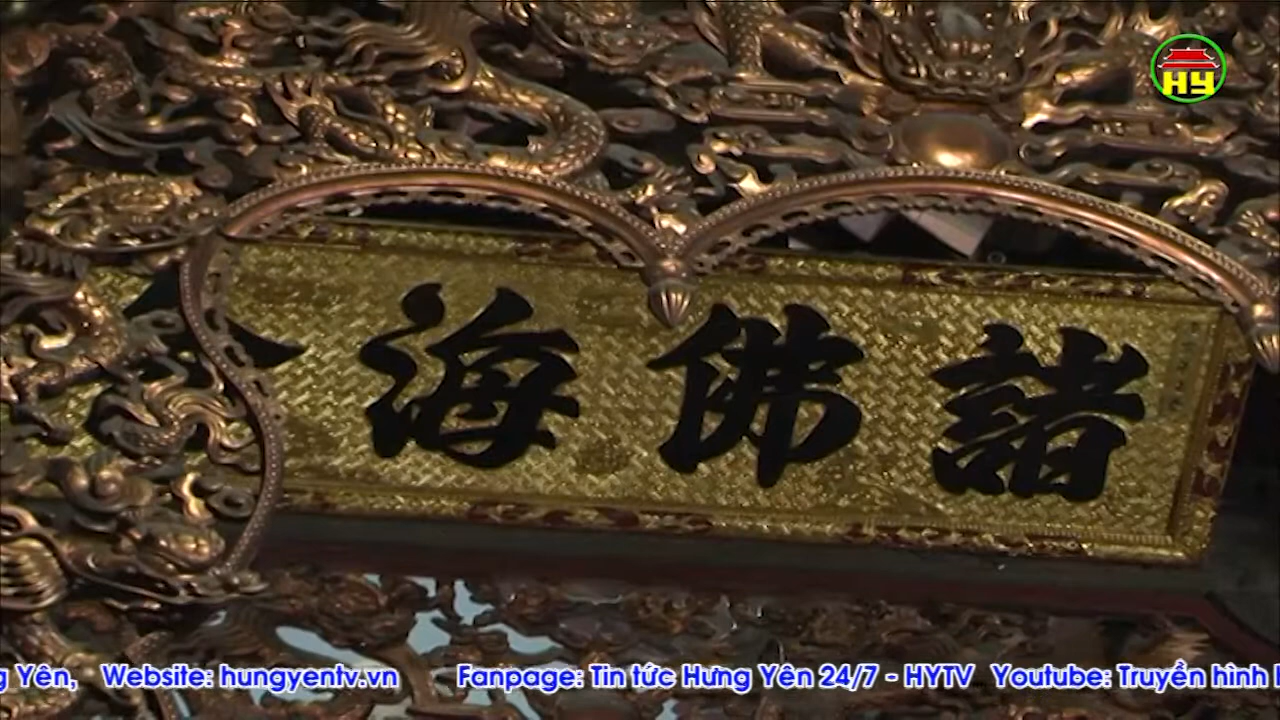 HY
諸佛海
g Yên, Website: hungyentv.vn Fanpage: Tin tức Hưng Yên 24/7 - HYTV Youtube: Truyền hình